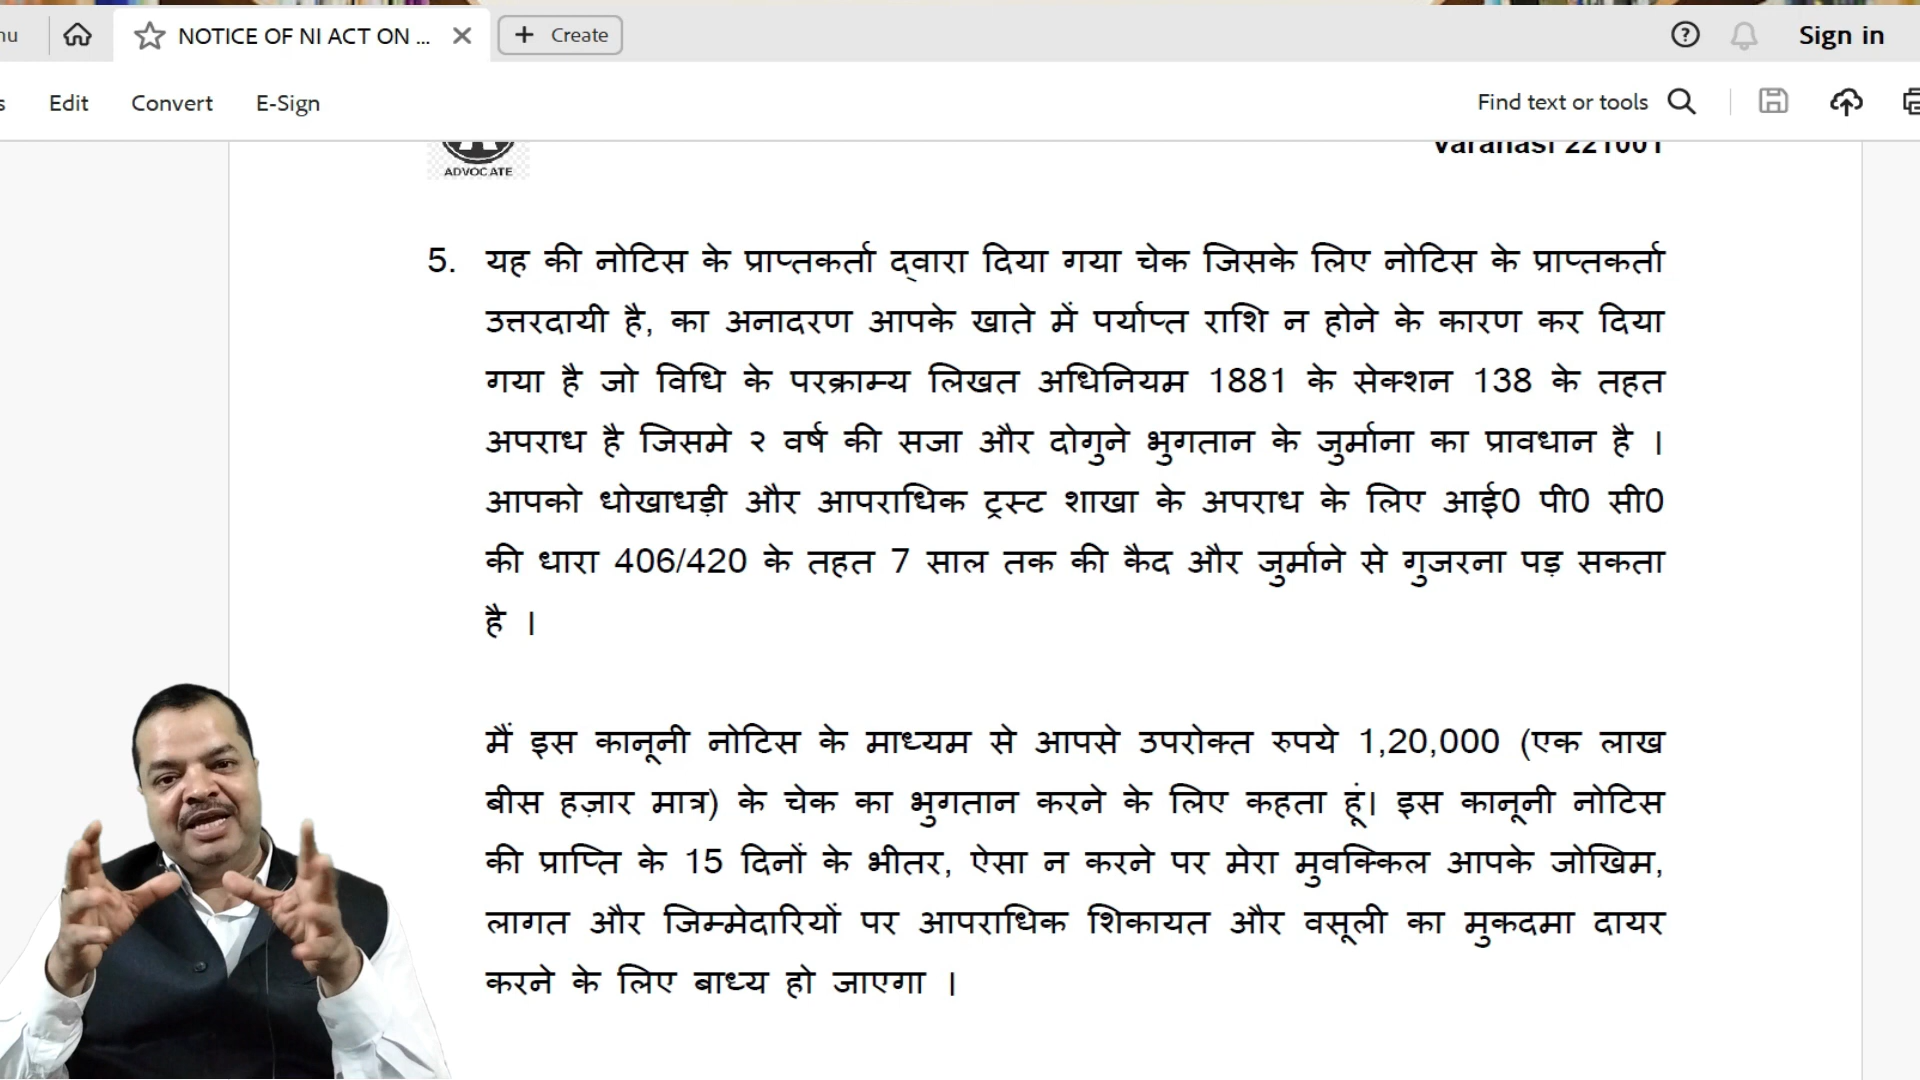 NOTICE OF NI ACT ON ...
Create
Sign in
Edit
Convert
E-Sign
Find text or tools
ADVOCATE
Varanasi 221001
5. यह की नोटिस के प्राप्तकर्ता द्वारा दिया गया चेक जिसके लिए नोटिस के प्राप्तकर्ता
उत्तरदायी है, का अनादरण आपके खाते में पर्याप्त राशि न होने के कारण कर दिया
गया है जो विधि के परक्राम्य लिखत अधिनियम 1881 के सेक्शन 138 के तहत
अपराध है जिसमे २ वर्ष की सजा और दोगुने भुगतान के जुर्माना का प्रावधान है ।
आपको धोखाधड़ी और आपराधिक ट्रस्ट शाखा के अपराध के लिए आई0 पी0 सी0
की धारा 406/420 के तहत 7 साल तक की कैद और जुर्माने से गुजरना पड़ सकता
है ।
मैं इस कानूनी नोटिस के माध्यम से आपसे उपरोक्त रुपये 1,20,000 (एक लाख
बीस हज़ार मात्र) के चेक का भुगतान करने के लिए कहता हूं। इस कानूनी नोटिस
की प्राप्ति के 15 दिनों के भीतर, ऐसा न करने पर मेरा मुवक्किल आपके जोखिम,
लागत और जिम्मेदारियों पर आपराधिक शिकायत और वसूली का मुकदमा दायर
करने के लिए बाध्य हो जाएगा ।